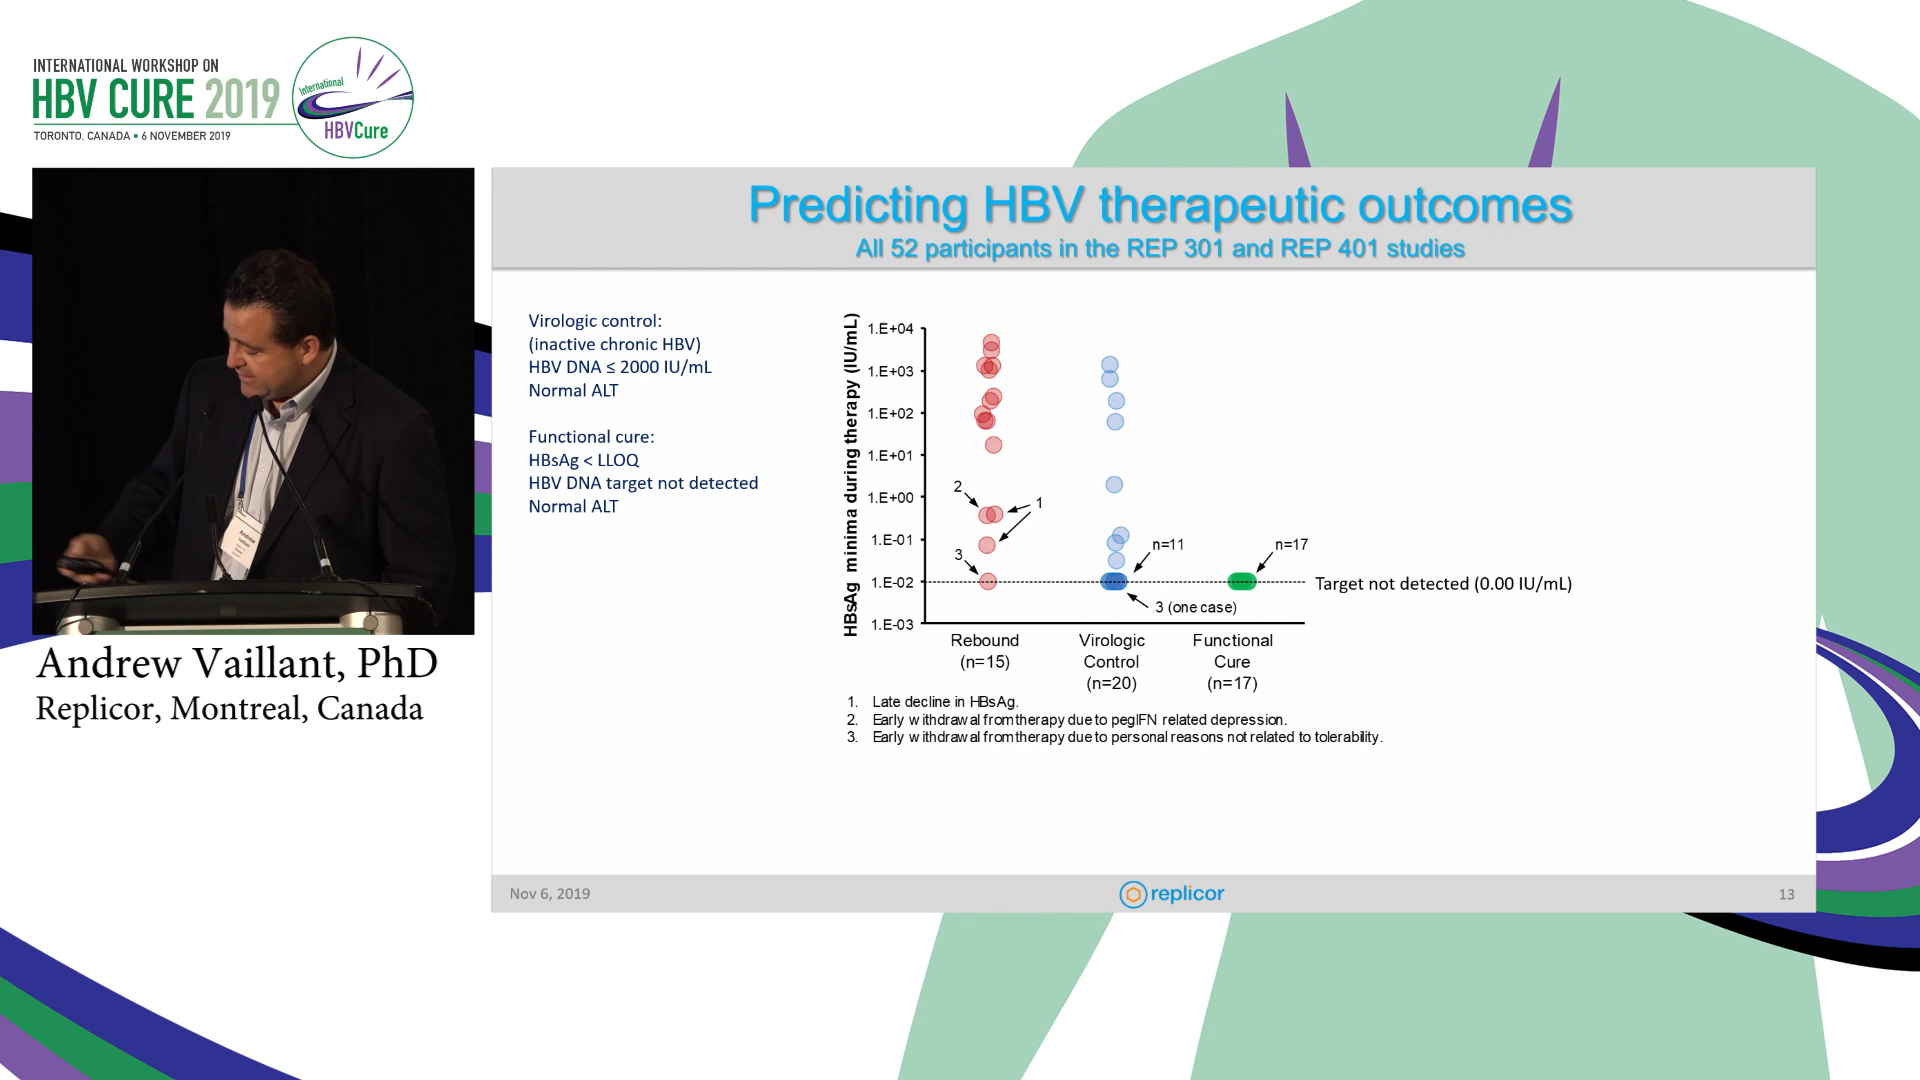 INTERNATIONAL WORKSHOP ON
HBV CURE 2019
TORONTO, CANADA • 6 NOVEMBER 2019
International
HBVCure
Andrew
Andrew Vaillant, PhD
Replicor, Montreal, Canada
Predicting HBV therapeutic outcomes
All 52 participants in the REP 301 and REP 401 studies
Virologic control:
(inactive chronic HBV)
HBV DNA ≤ 2000 IU/mL
Normal ALT
Functional cure:
HBsAg < LLOQ
HBV DNA target not detected
Normal ALT
HBsAg minima during therapy (IU/mL)
1.E+04
1.E+03
1.E+02
1.E+01
1.E+00
1.E-01
1.E-02
1.E-03
2
1
3
n=11
n=17
3 (one case)
Target not detected (0.00 IU/mL)
Rebound
(n=15)
Virologic
Control
(n=20)
Functional
Cure
(n=17)
1. Late decline in HBsAg.
2. Early withdrawal from therapy due to pegIFN related depression.
3. Early withdrawal from therapy due to personal reasons not related to tolerability.
Nov 6, 2019
replicor
13